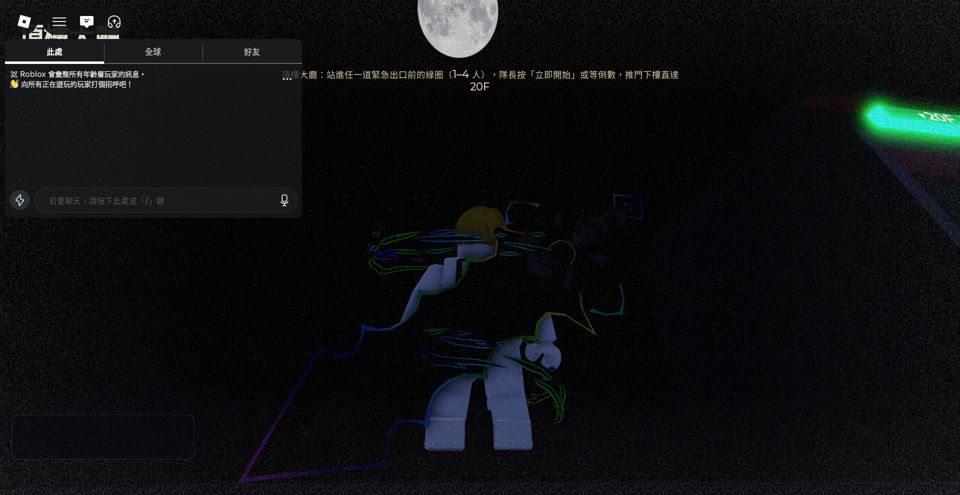 此處
全球
好友
Roblox 會彙整所有年齡層玩家的訊息。
向所有正在遊玩的玩家打個招呼吧！
若要聊天，請按下此處或「/」鍵
頂樓大廳：站進任一道緊急出口前的綠圈（1–4 人），隊長按「立即開始」或等倒數，推門下樓直達
20F
20F